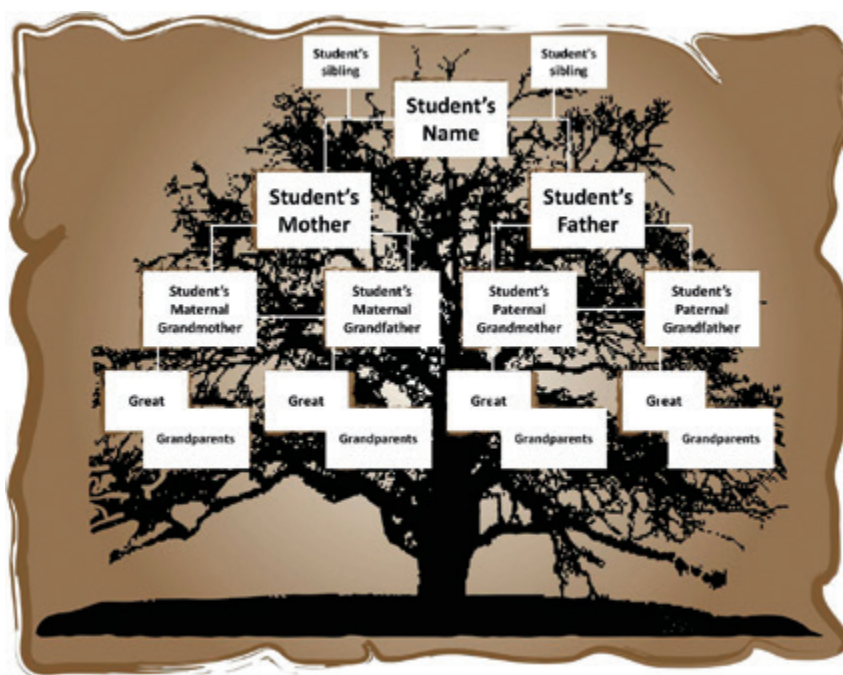 Student's
sibling
Student's
sibling
Student's
Name
Student's
Mother
Student's
Father
Student's
Maternal
Grandmother
Student's
Maternal
Grandfather
Student's
Paternal
Grandmother
Student's
Paternal
Grandfather
Great
Grandparents
Great
Grandparents
Great
Grandparents
Great
Grandparents